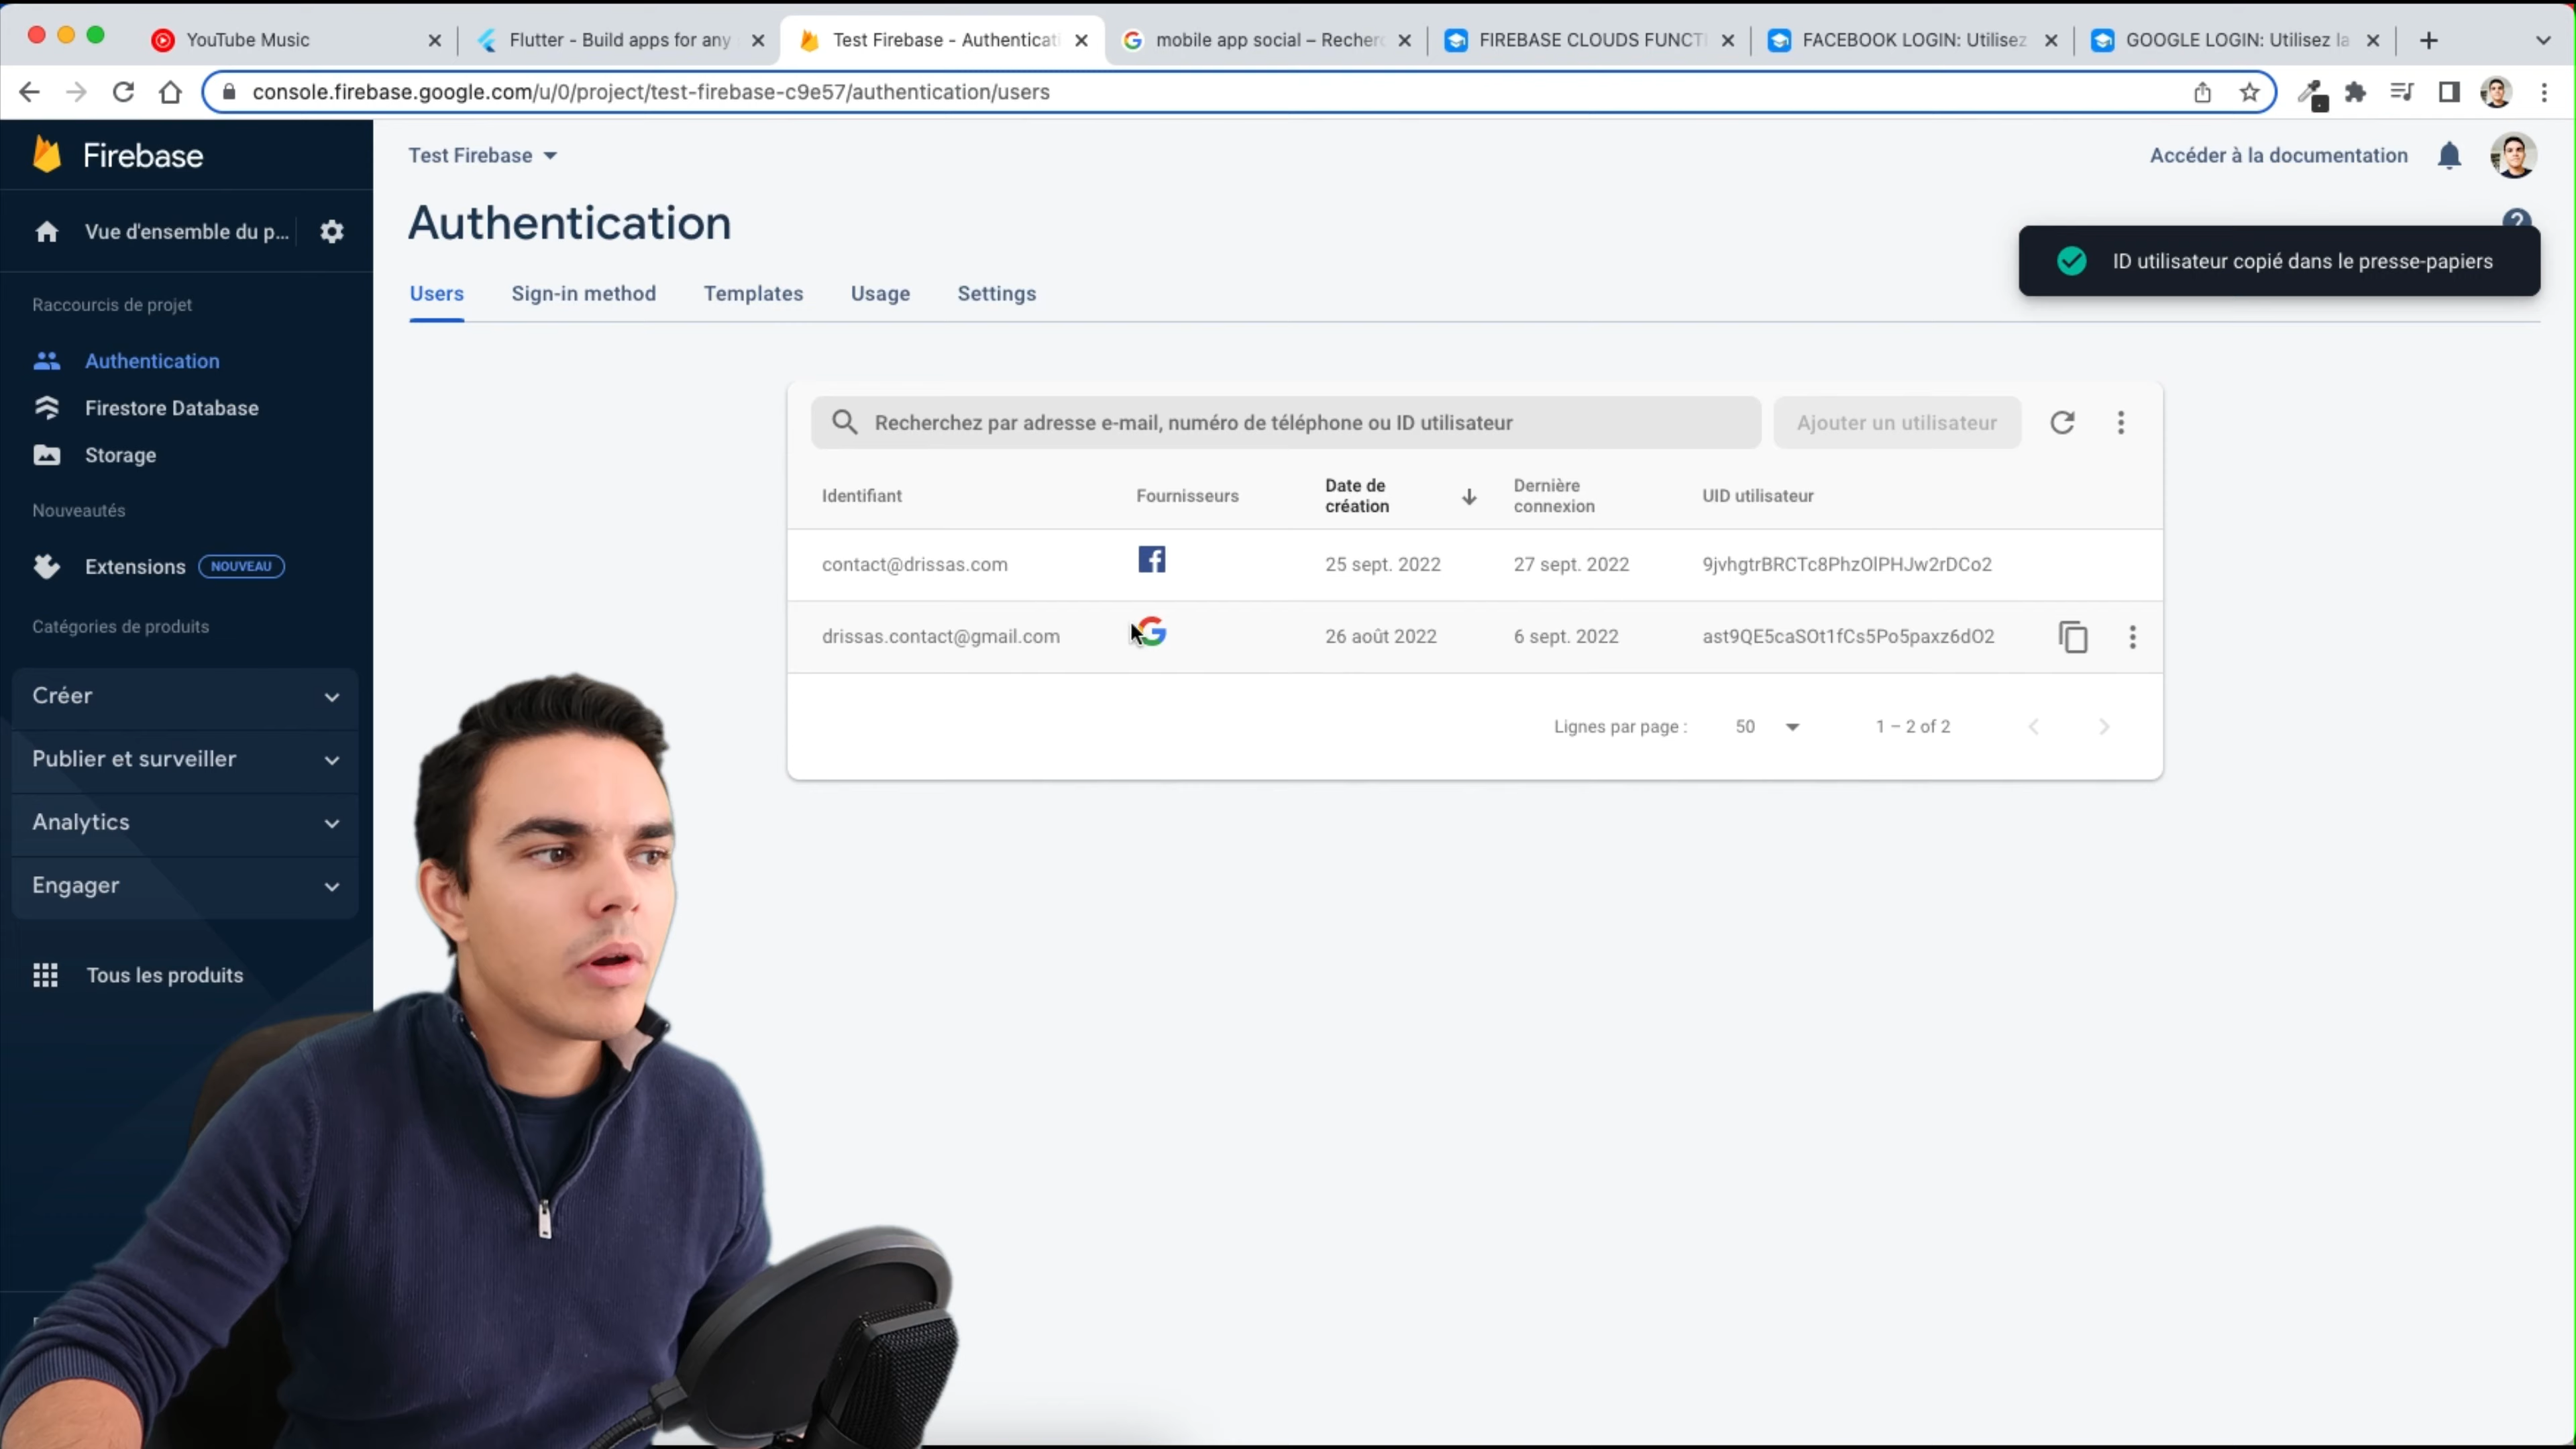 YouTube Music
Flutter - Build apps for any
Test Firebase - Authenticati
mobile app social – Recherc
FIREBASE CLOUDS FUNCTI
FACEBOOK LOGIN: Utilisez
GOOGLE LOGIN: Utilisez la
console.firebase.google.com/u/0/project/test-firebase-c9e57/authentication/users
Firebase
Test Firebase
Accéder à la documentation
Vue d'ensemble du p...
Authentication
ID utilisateur copié dans le presse-papiers
Users
Sign-in method
Templates
Usage
Settings
Raccourcis de projet
Authentication
Firestore Database
Storage
Nouveautés
Extensions
NOUVEAU
Catégories de produits
Créer
Publier et surveiller
Analytics
Engager
Tous les produits
Recherchez par adresse e-mail, numéro de téléphone ou ID utilisateur
Ajouter un utilisateur
Identifiant
Fournisseurs
Date de
création
Dernière
connexion
UID utilisateur
contact@drissas.com
25 sept. 2022
27 sept. 2022
9jvhgtrBRCTc8PhzOlPHJw2rDCo2
drissas.contact@gmail.com
26 août 2022
6 sept. 2022
ast9QE5caSOt1fCs5Po5paxz6dO2
Lignes par page :
50
1 – 2 of 2